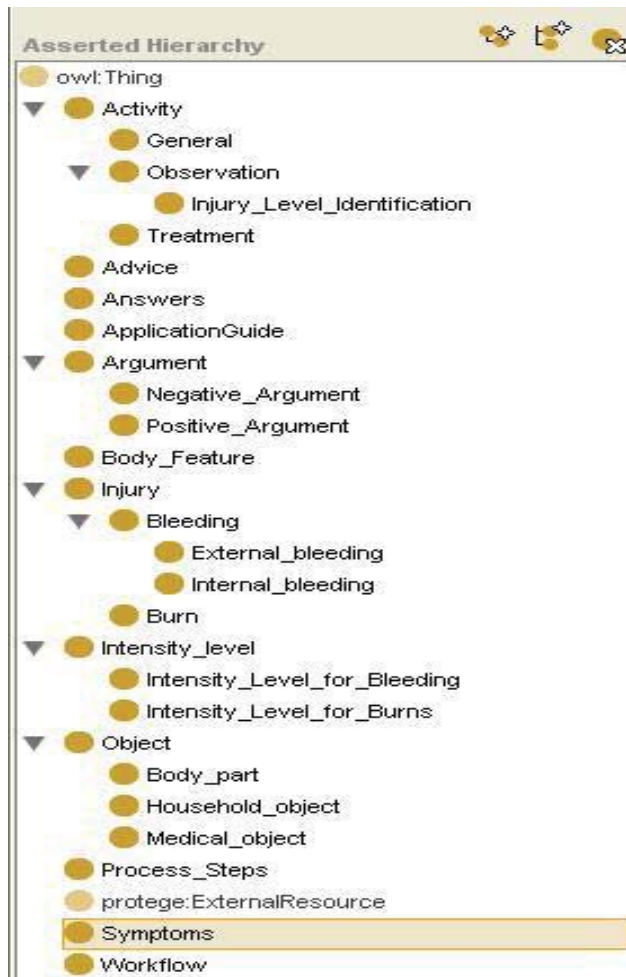 Asserted Hierarchy
owl:Thing
Activity
General
Observation
Injury_Level_Identification
Treatment
Advice
Answers
ApplicationGuide
Argument
Negative_Argument
Positive_Argument
Body_Feature
Injury
Bleeding
External_bleeding
Internal_bleeding
Burn
Intensity_level
Intensity_Level_for_Bleeding
Intensity_Level_for_Burns
Object
Body_part
Household_object
Medical_object
Process_Steps
protege:ExternalResource
Symptoms
Workflow